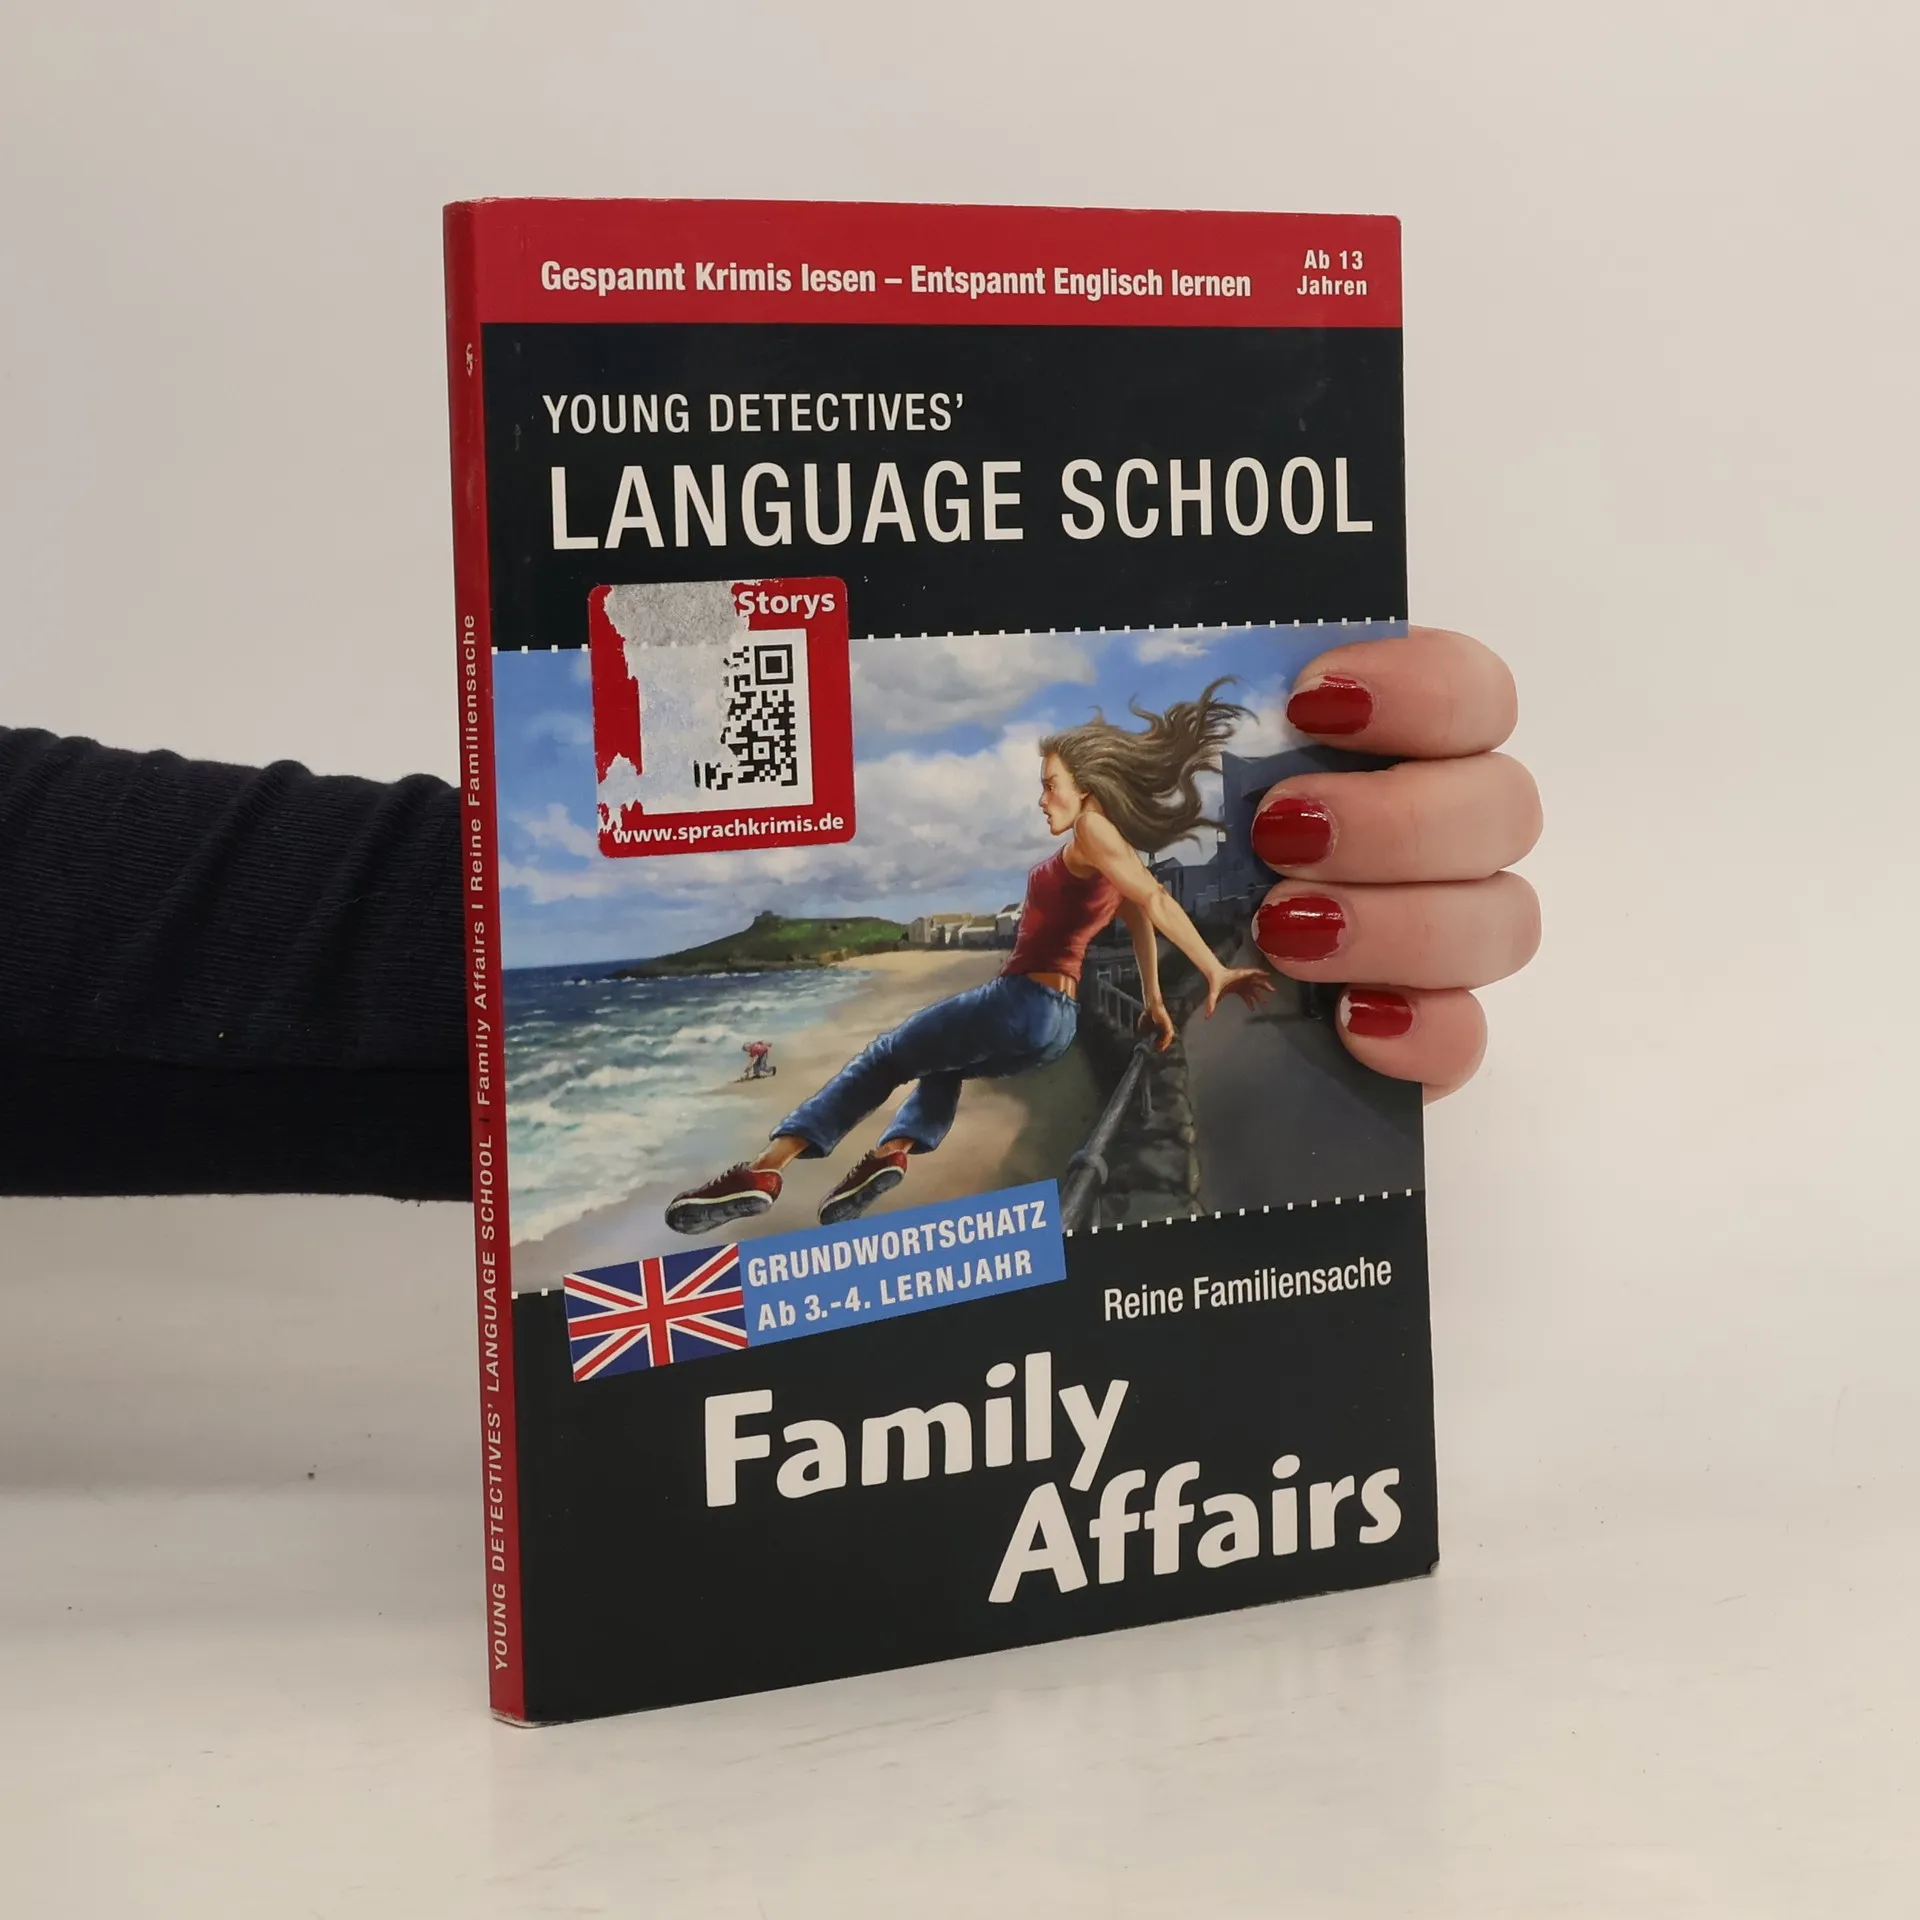 Gespannt Krimis lesen – Entspannt Englisch lernen
Ab 13
Jahren
YOUNG DETECTIVES'
LANGUAGE SCHOOL
Storys
www.sprachkrimis.de
GRUNDWORTSCHATZ
Ab 3.-4. LERNJAHR
Reine Familiensache
Family
Affairs
YOUNG DETECTIVES' LANGUAGE SCHOOL I Family Affairs I Reine Familiensache